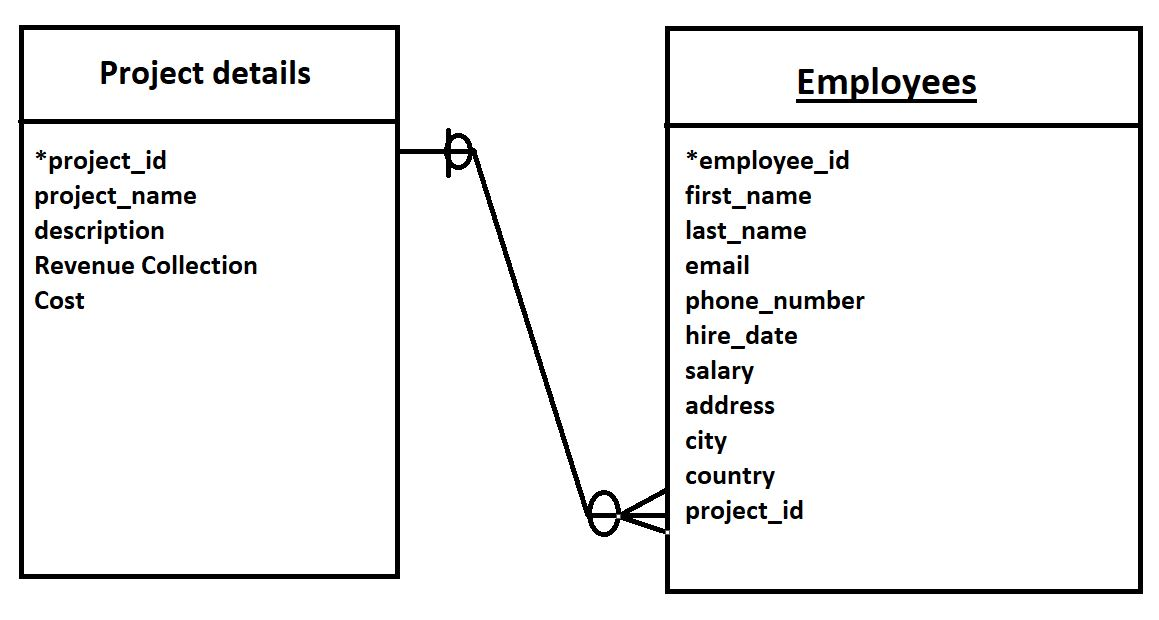 Project details
*project_id
project_name
description
Revenue Collection
Cost
Employees
*employee_id
first_name
last_name
email
phone_number
hire_date
salary
address
city
country
project_id